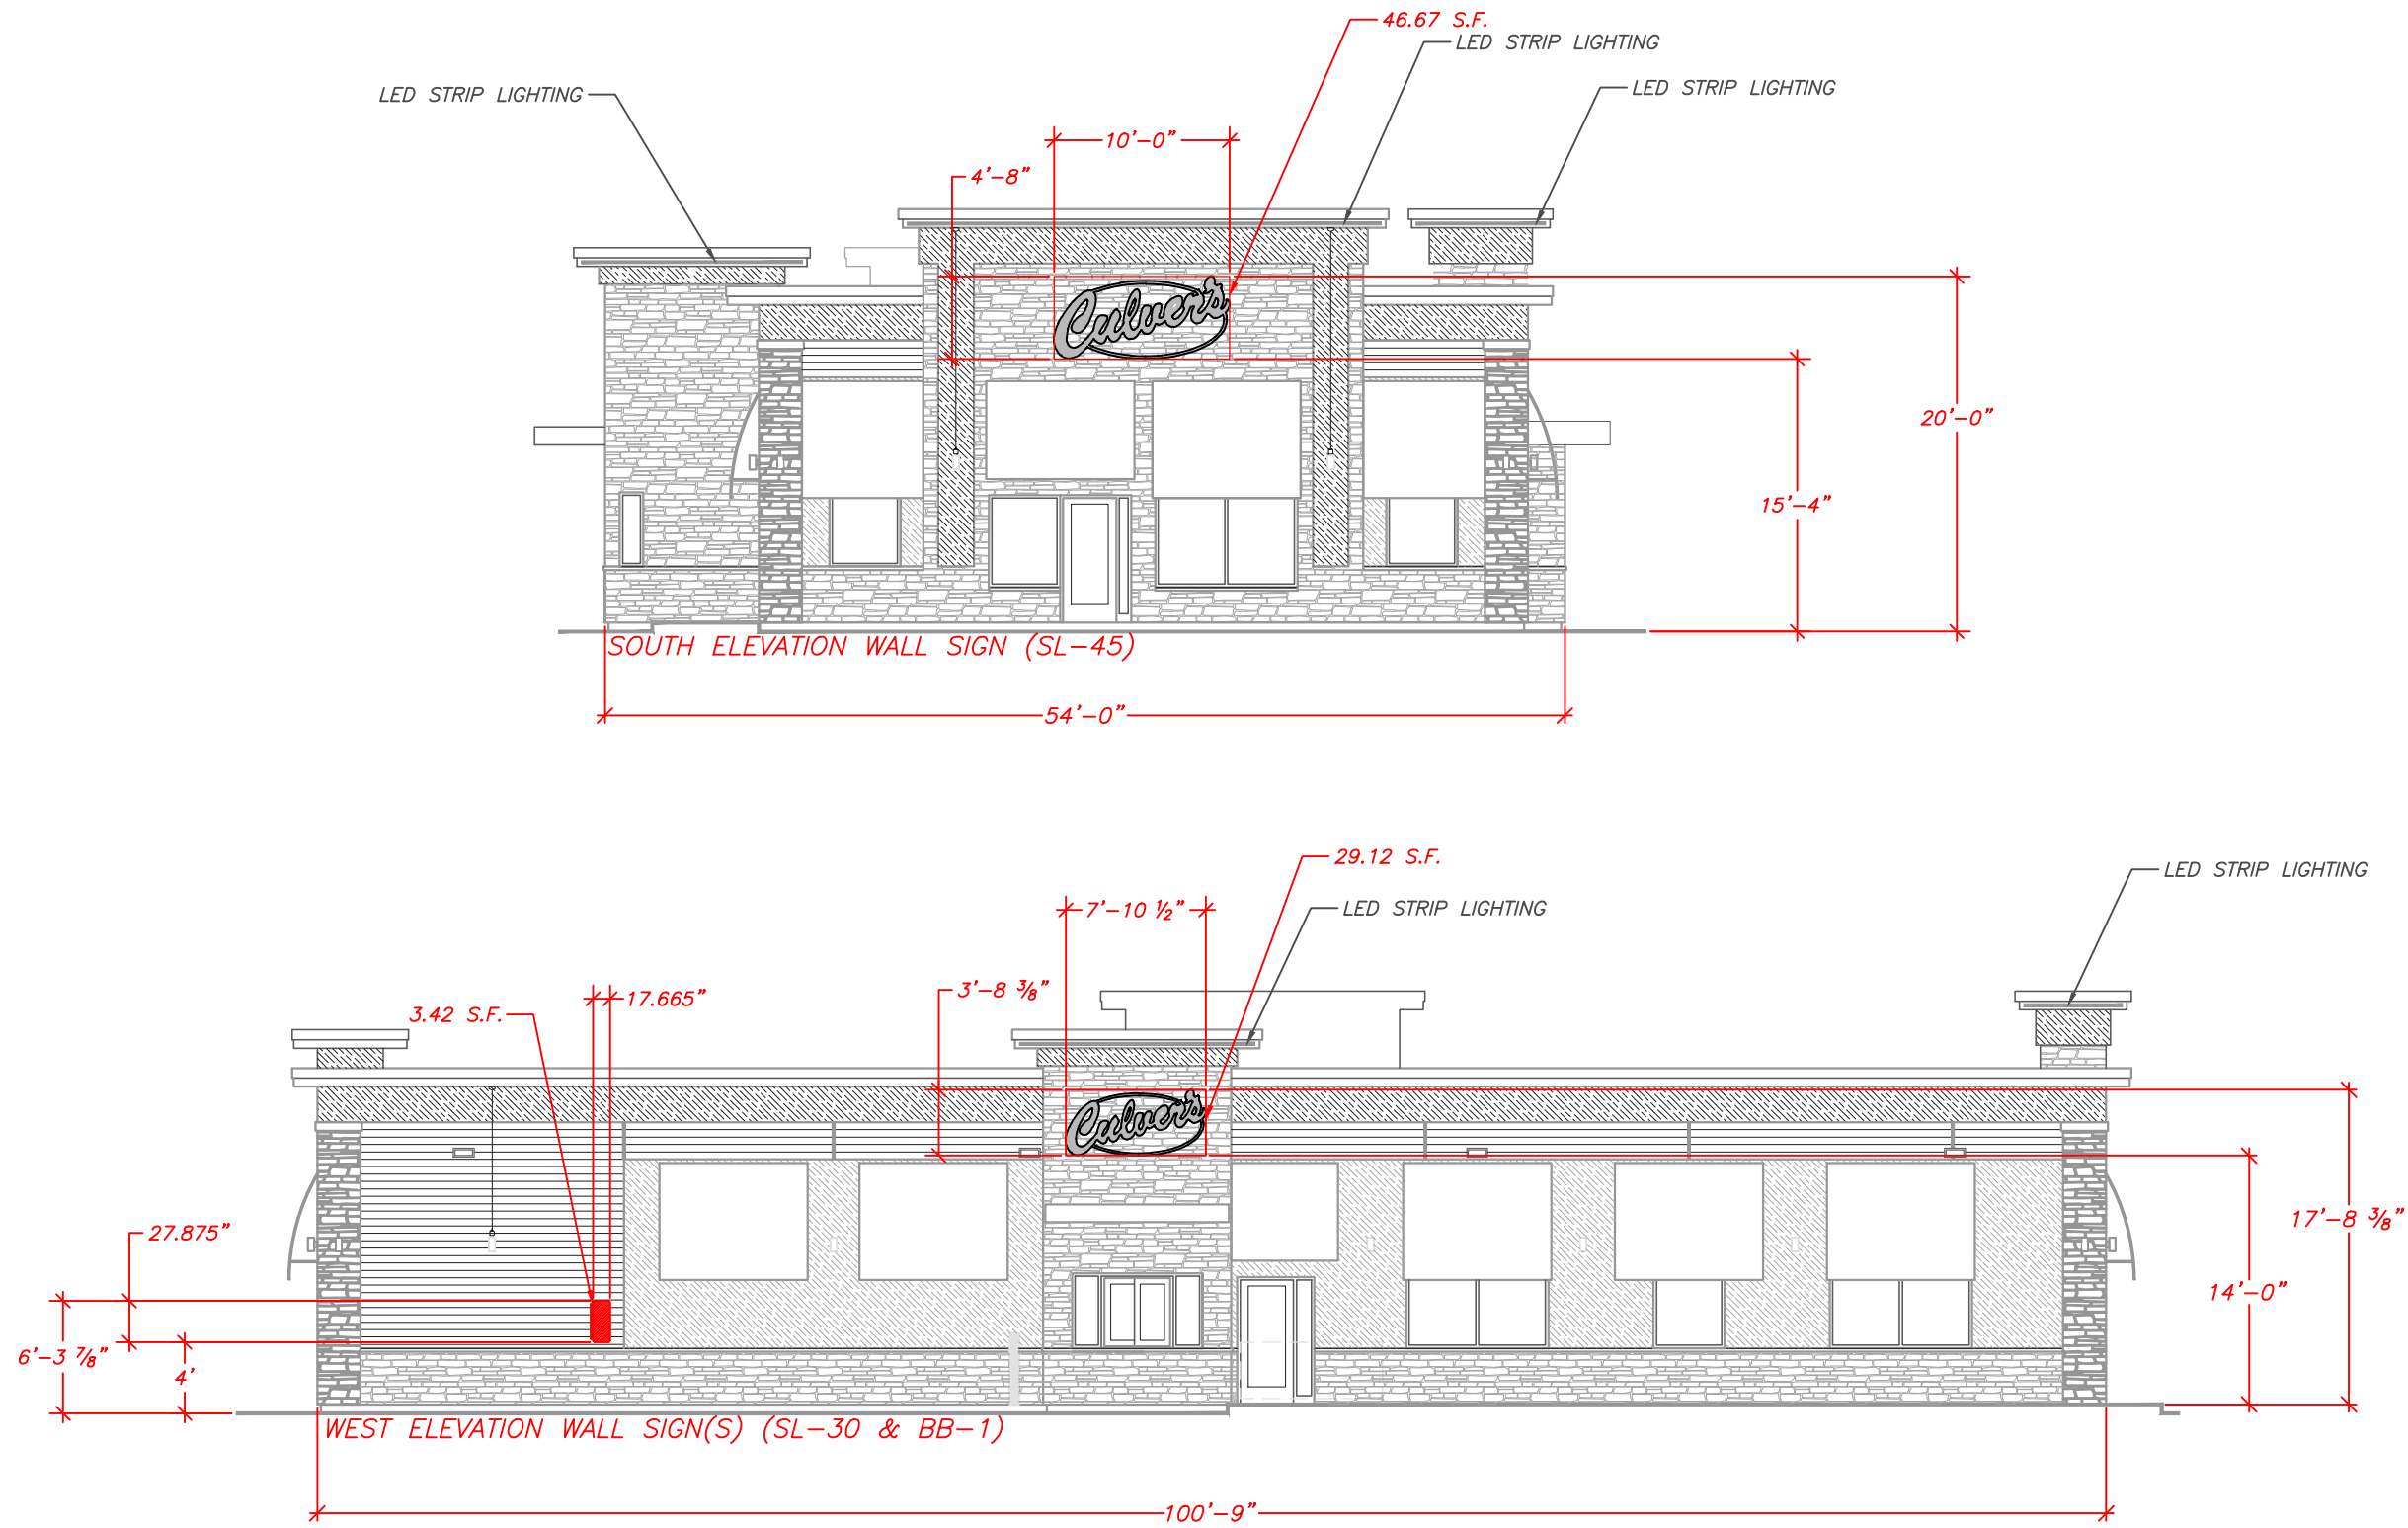 46.67 S.F.
LED STRIP LIGHTING
LED STRIP LIGHTING
LED STRIP LIGHTING
10'-0"
4'-8"
Culver's
20'-0"
15'-4"
SOUTH ELEVATION WALL SIGN (SL-45)
54'-0"
29.12 S.F.
LED STRIP LIGHTING
LED STRIP LIGHTING
7'-10 ½"
3'-8 ⅜"
17.665"
3.42 S.F.
Culver's
27.875"
17'-8 ⅜"
14'-0"
6'-3 ⅞"
4'
WEST ELEVATION WALL SIGN(S) (SL-30 & BB-1)
100'-9"